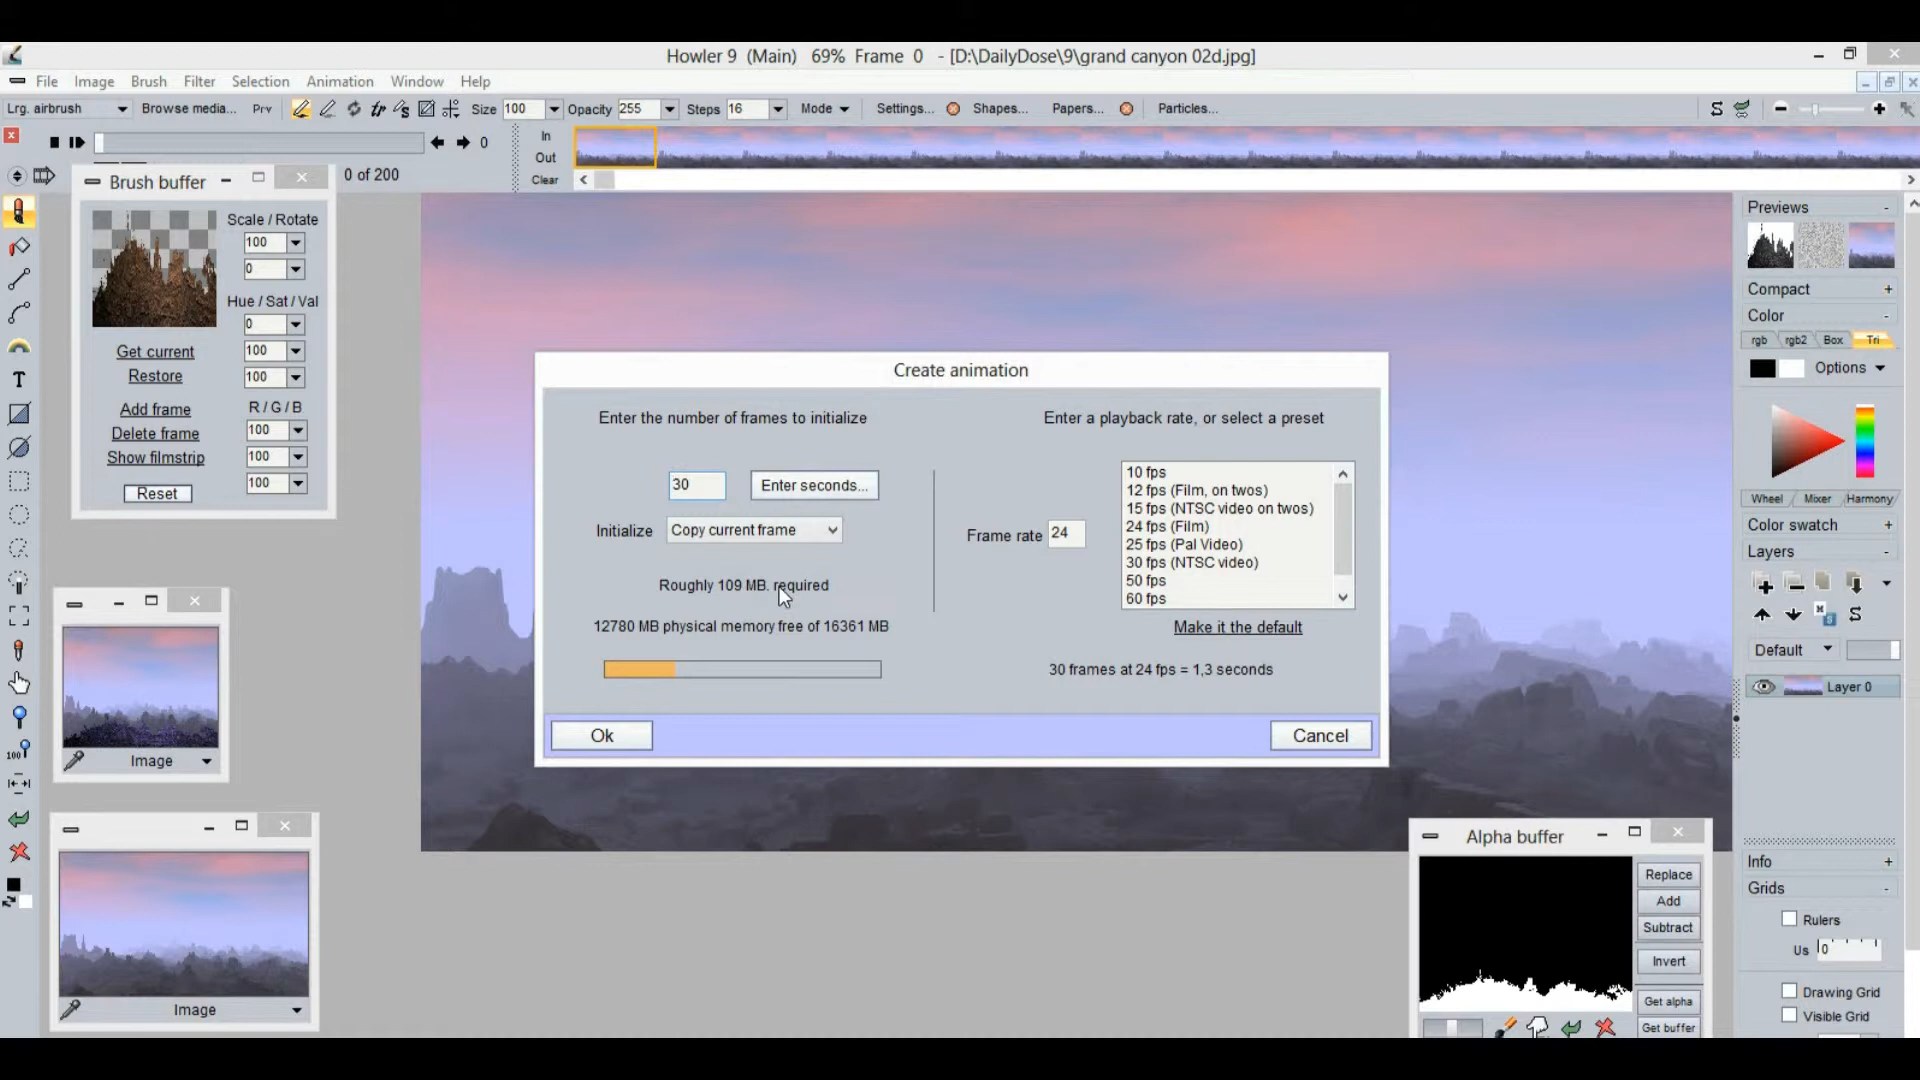 Howler 9 (Main) 69% Frame 0 - [D:\DailyDose\9\grand canyon 02d.jpg]
File Image Brush Filter Selection Animation Window Help
Lrg. airbrush Browse media... Prv Size 100 Opacity 255 Steps 16 Mode Settings... Shapes... Papers... Particles...
0 In
Out
0 of 200 Clear
Brush buffer
Scale / Rotate
100
0
Hue / Sat / Val
0
Get current 100
Restore 100
Add frame R / G / B
Delete frame 100
Show filmstrip 100
Reset 100
Image
Image
Create animation
Enter the number of frames to initialize
30 Enter seconds...
Initialize Copy current frame
Roughly 109 MB. required
12780 MB physical memory free of 16361 MB
Enter a playback rate, or select a preset
Frame rate 24
10 fps
12 fps (Film, on twos)
15 fps (NTSC video on twos)
24 fps (Film)
25 fps (Pal Video)
30 fps (NTSC video)
50 fps
60 fps
Make it the default
30 frames at 24 fps = 1,3 seconds
Ok Cancel
Alpha buffer
Replace
Add
Subtract
Invert
Get alpha
Get buffer
Previews -
Compact +
Color -
rgb rgb2 Box Tri
Options
Wheel Mixer Harmony
Color swatch +
Layers -
Default
Layer 0
Info +
Grids -
Rulers
Us 0
Drawing Grid
Visible Grid
T
100